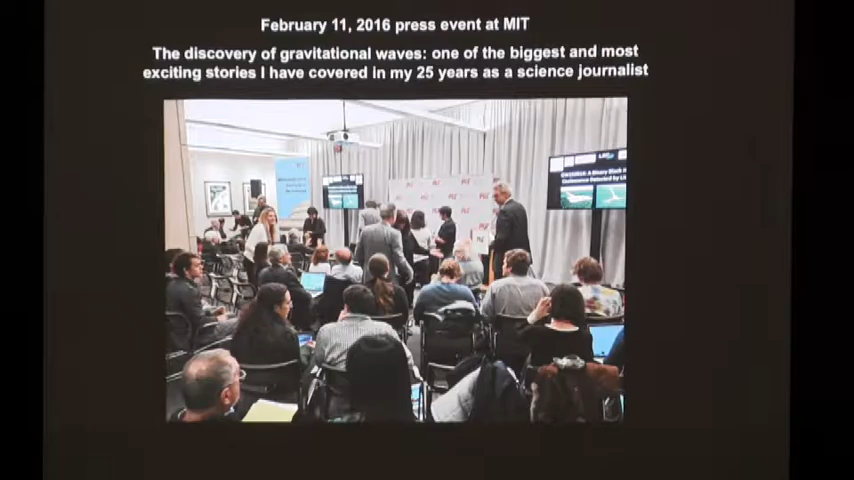 February 11, 2016 press event at MIT
The discovery of gravitational waves: one of the biggest and most
exciting stories I have covered in my 25 years as a science journalist